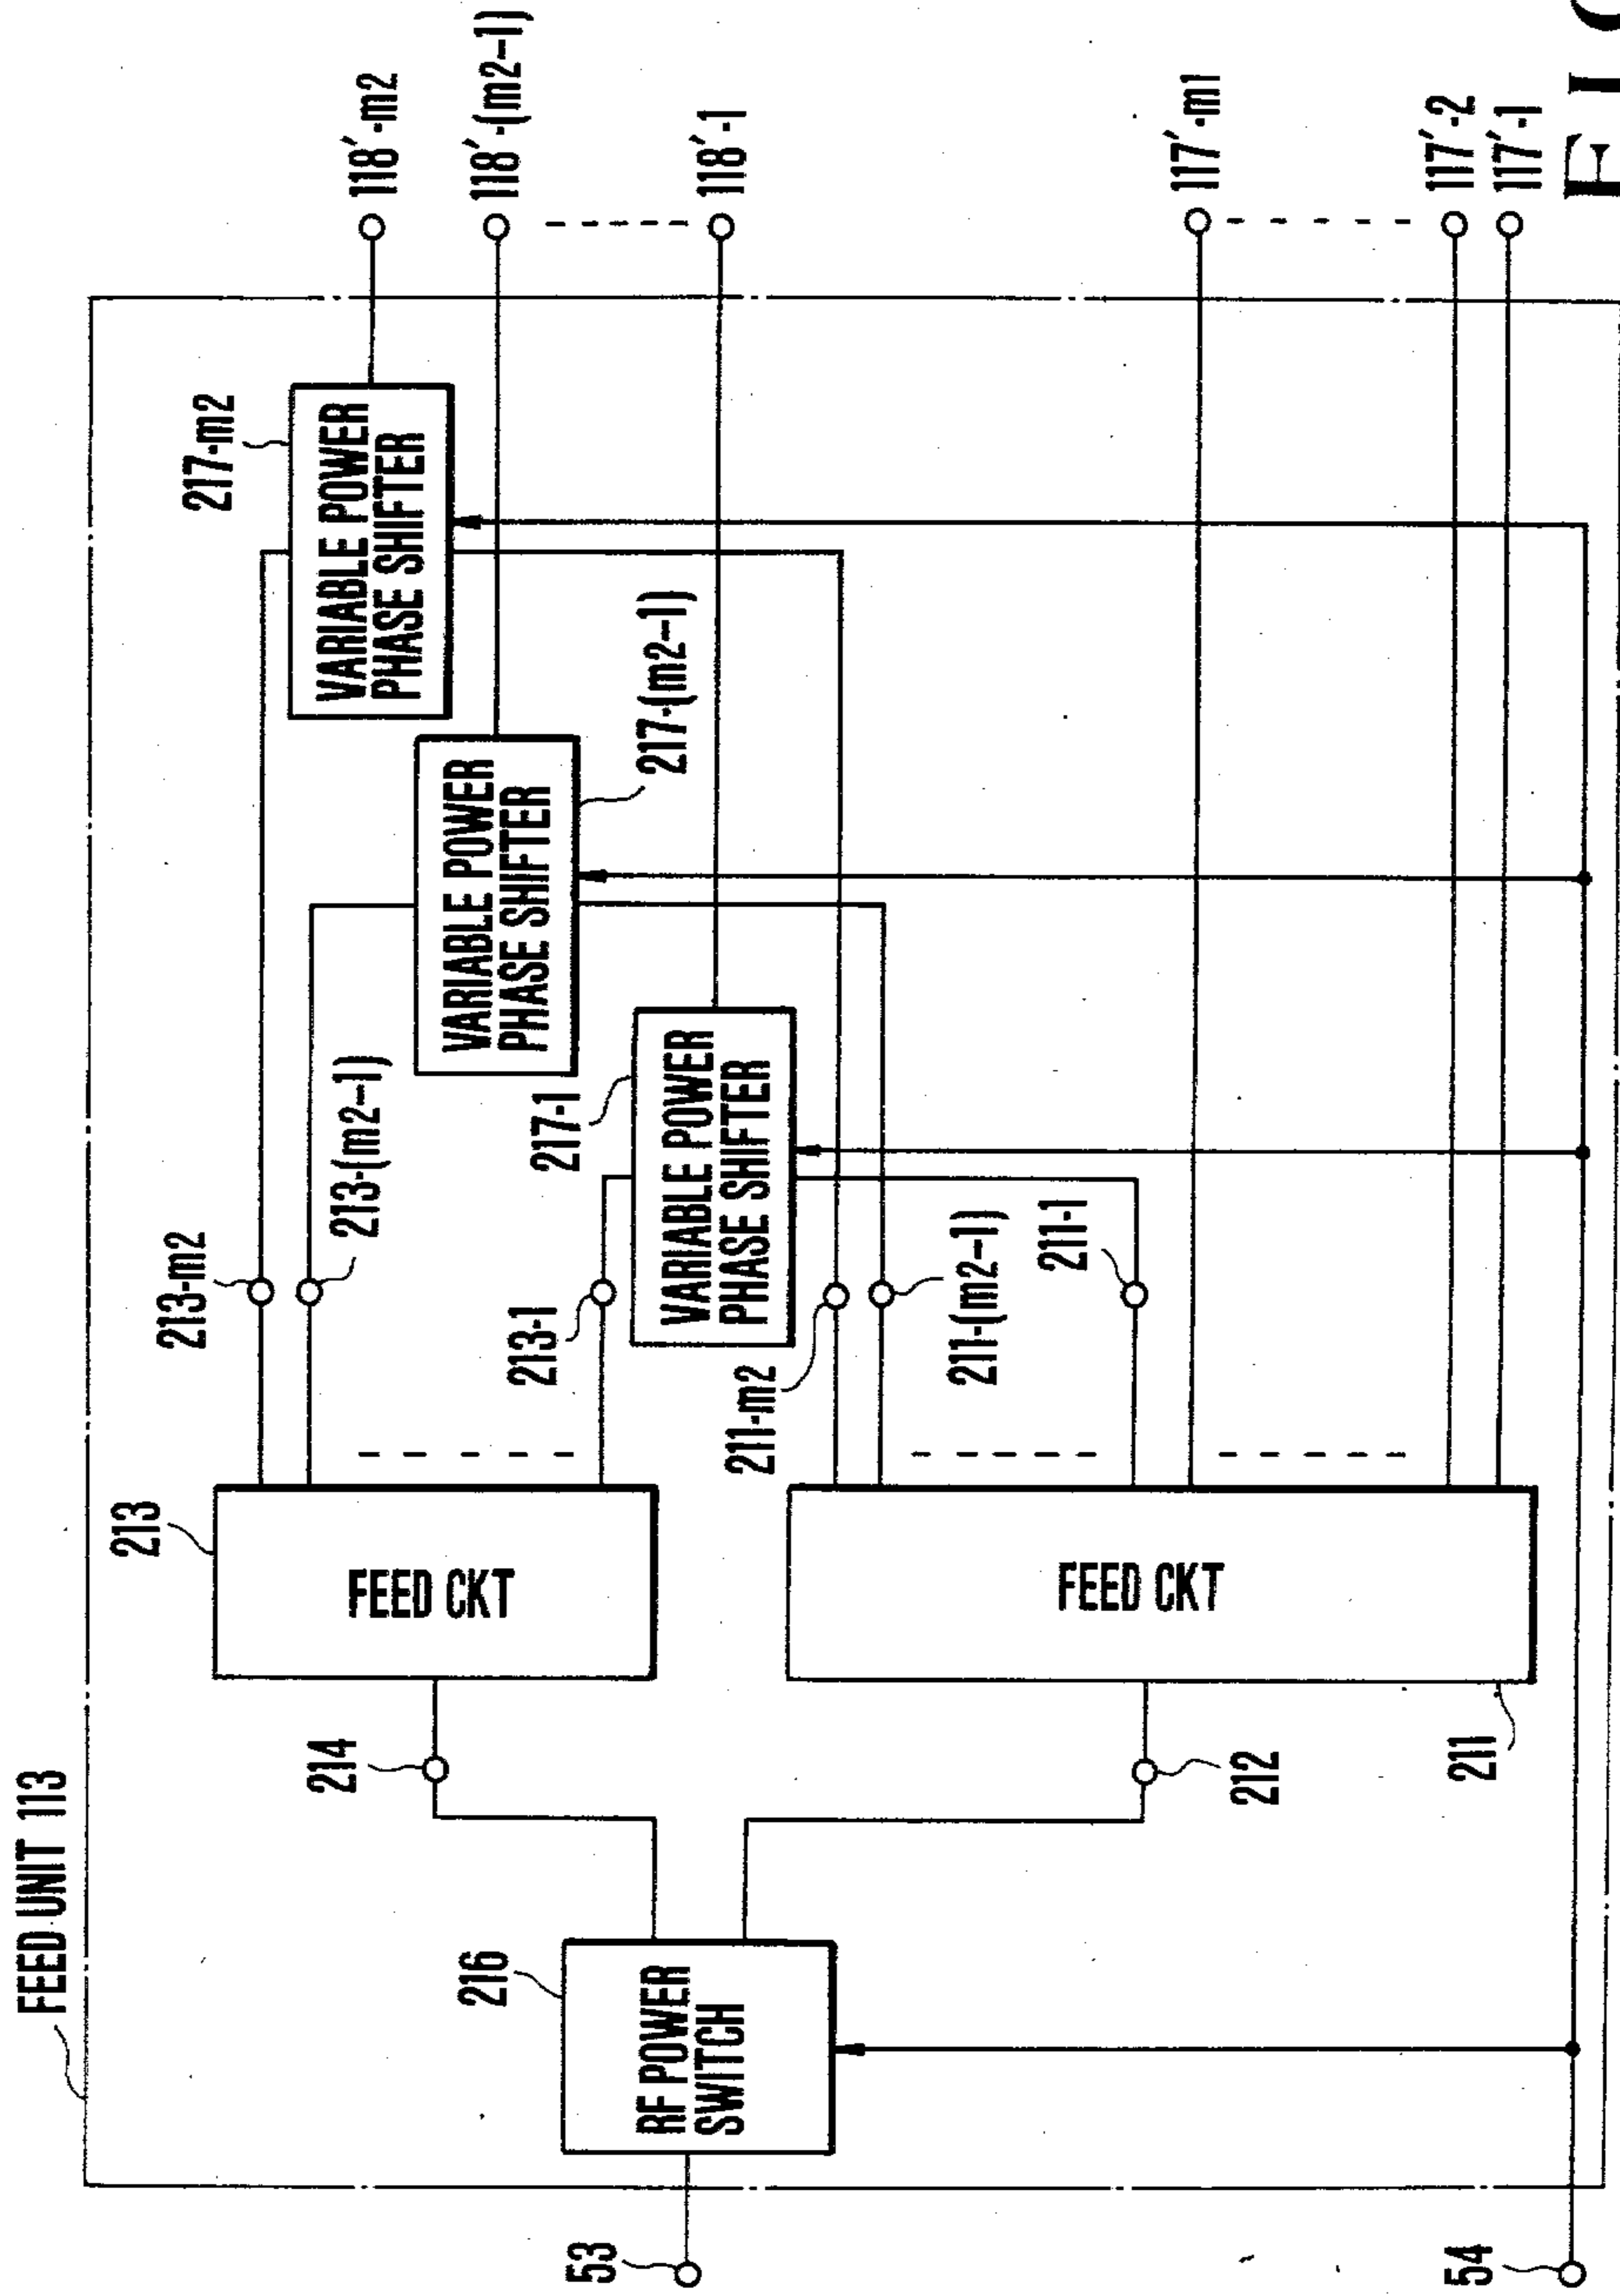 FEED UNIT 113
53
54
216
RF POWER
SWITCH
214
212
213
FEED CKT
211
FEED CKT
213-m2
213-(m2-1)
213-1
211-m2
211-(m2-1)
211-1
217-1
VARIABLE POWER
PHASE SHIFTER
217-(m2-1)
VARIABLE POWER
PHASE SHIFTER
217-m2
VARIABLE POWER
PHASE SHIFTER
118'-m2
118'-(m2-1)
118'-1
117'-m1
117'-2
117'-1